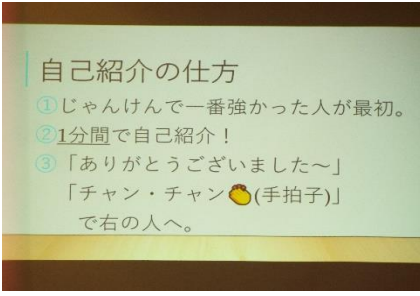 自己紹介の仕方
①じゃんけんで一番強かった人が最初。
②1分間で自己紹介！
③「ありがとうございました～」
「チャン・チャン👏(手拍子)」
で右の人へ。